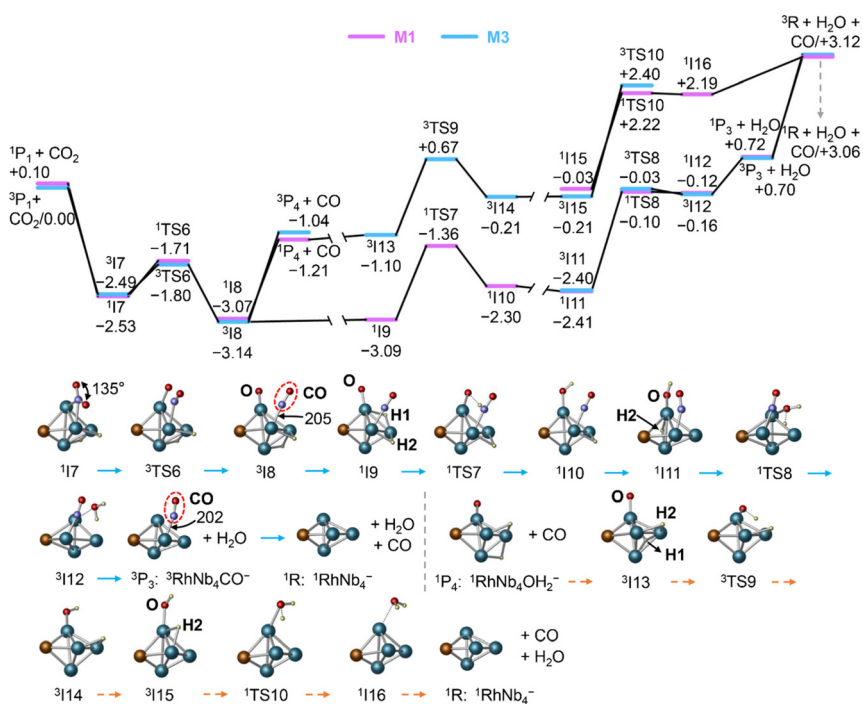 M1 M3
³R + H₂O +
CO/+3.12
³TS10
+2.40
¹I16
+2.19
¹TS10
+2.22
³TS9
+0.67
¹P₃ + H₂O
+0.72
¹R + H₂O +
CO/+3.06
¹P₁ + CO₂
+0.10
¹I15
−0.03
³TS8
−0.03
¹I12
−0.12
³P₃ + H₂O
+0.70
³P₁+
CO₂/0.00
³P₄ + CO
−1.04
³I14
−0.21
³I15
−0.21
¹TS8
−0.10
³I12
−0.16
¹TS6
−1.71
¹P₄ + CO
−1.21
³I13
−1.10
¹TS7
−1.36
³I7
−2.49
³TS6
−1.80
¹I8
−3.07
³I11
−2.40
¹I7
−2.53
³I8
−3.14
¹I9
−3.09
¹I10
−2.30
¹I11
−2.41
135°
O CO
205
O
H1
H2
O
H2
¹I7 ³TS6 ³I8 ¹I9 ¹TS7 ¹I10 ¹I11 ¹TS8
CO
202
+ H₂O
+ H₂O
+ CO
+ CO
O
H2
H1
³I12 ³P₃: ³RhNb₄CO⁻ ¹R: ¹RhNb₄⁻ ¹P₄: ¹RhNb₄OH₂⁻ ³I13 ³TS9
O
H2
+ CO
+ H₂O
³I14 ³I15 ¹TS10 ¹I16 ¹R: ¹RhNb₄⁻